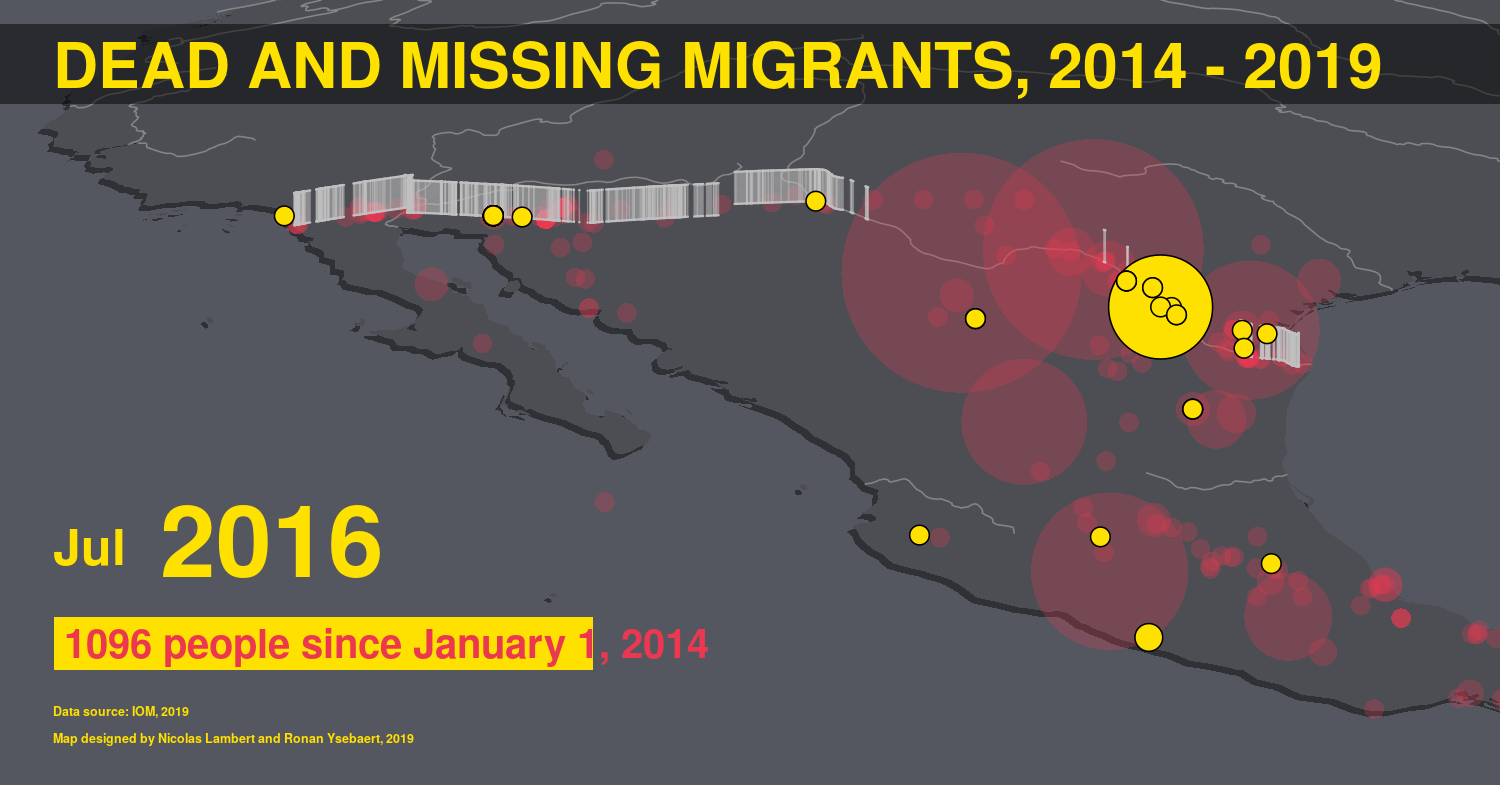 DEAD AND MISSING MIGRANTS, 2014 - 2019
Jul 2016
1096 people since January 1, 2014
Data source: IOM, 2019
Map designed by Nicolas Lambert and Ronan Ysebaert, 2019